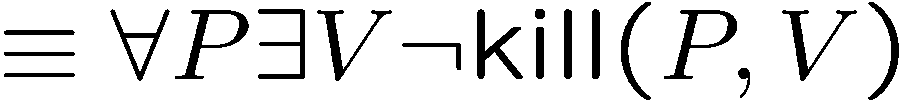 ≡ ∀P∃V¬kill(P, V)